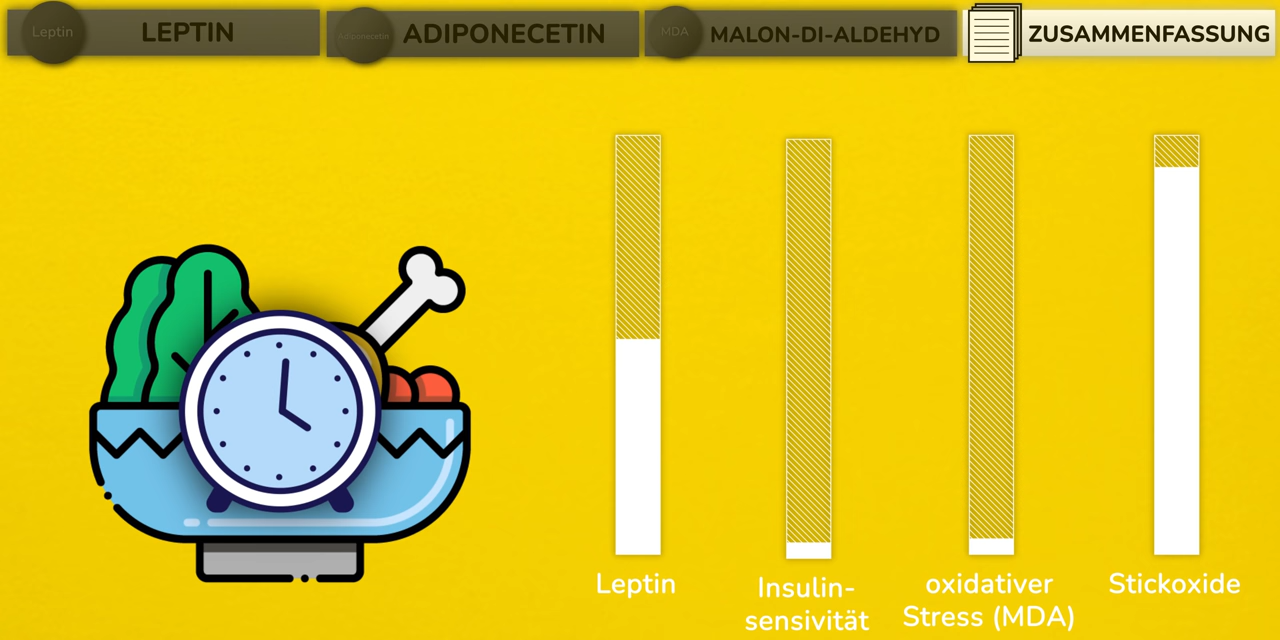 Leptin LEPTIN
Adiponecetin ADIPONECETIN
MDA MALON-DI-ALDEHYD
ZUSAMMENFASSUNG
Leptin
Insulin-
sensivität
oxidativer
Stress (MDA)
Stickoxide